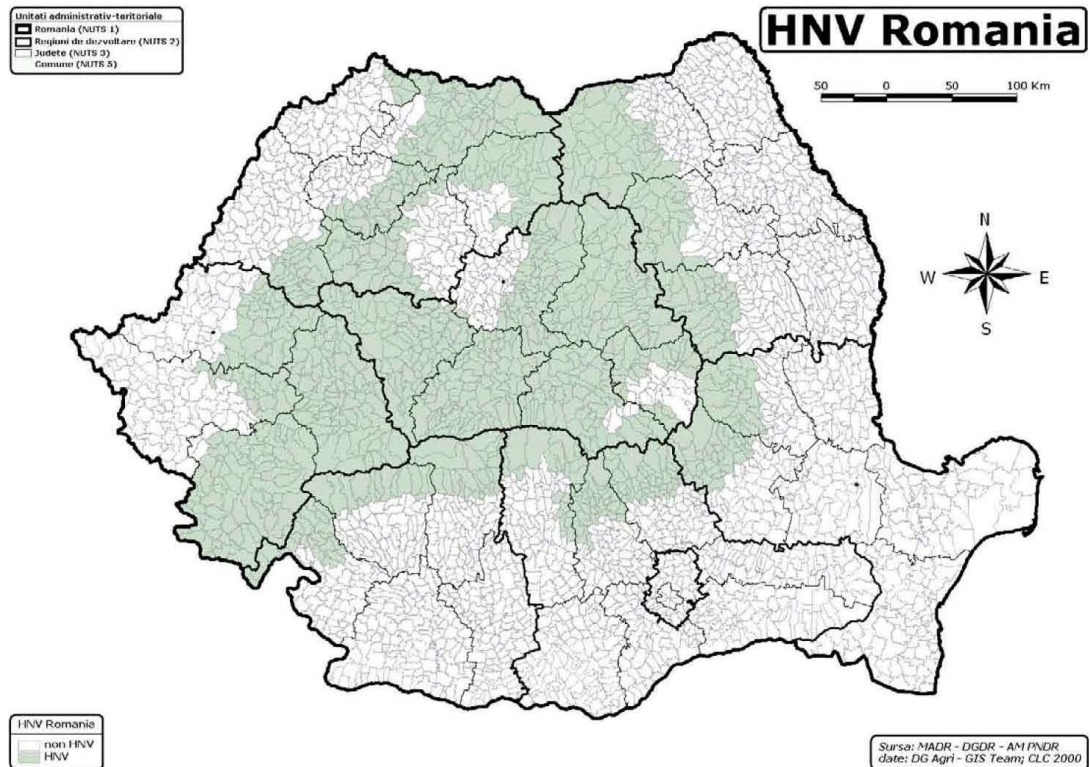 Unitati administrativ-teritoriale
Romania (NUTS 1)
Regiuni de dezvoltare (NUTS 2)
Judete (NUTS 3)
Comune (NUTS 5)
HNV Romania
50 0 50 100 Km
N
W E
S
HNV Romania
non HNV
HNV
Sursa: MADR - DGDR - AM PNDR
date: DG Agri - GIS Team; CLC 2000